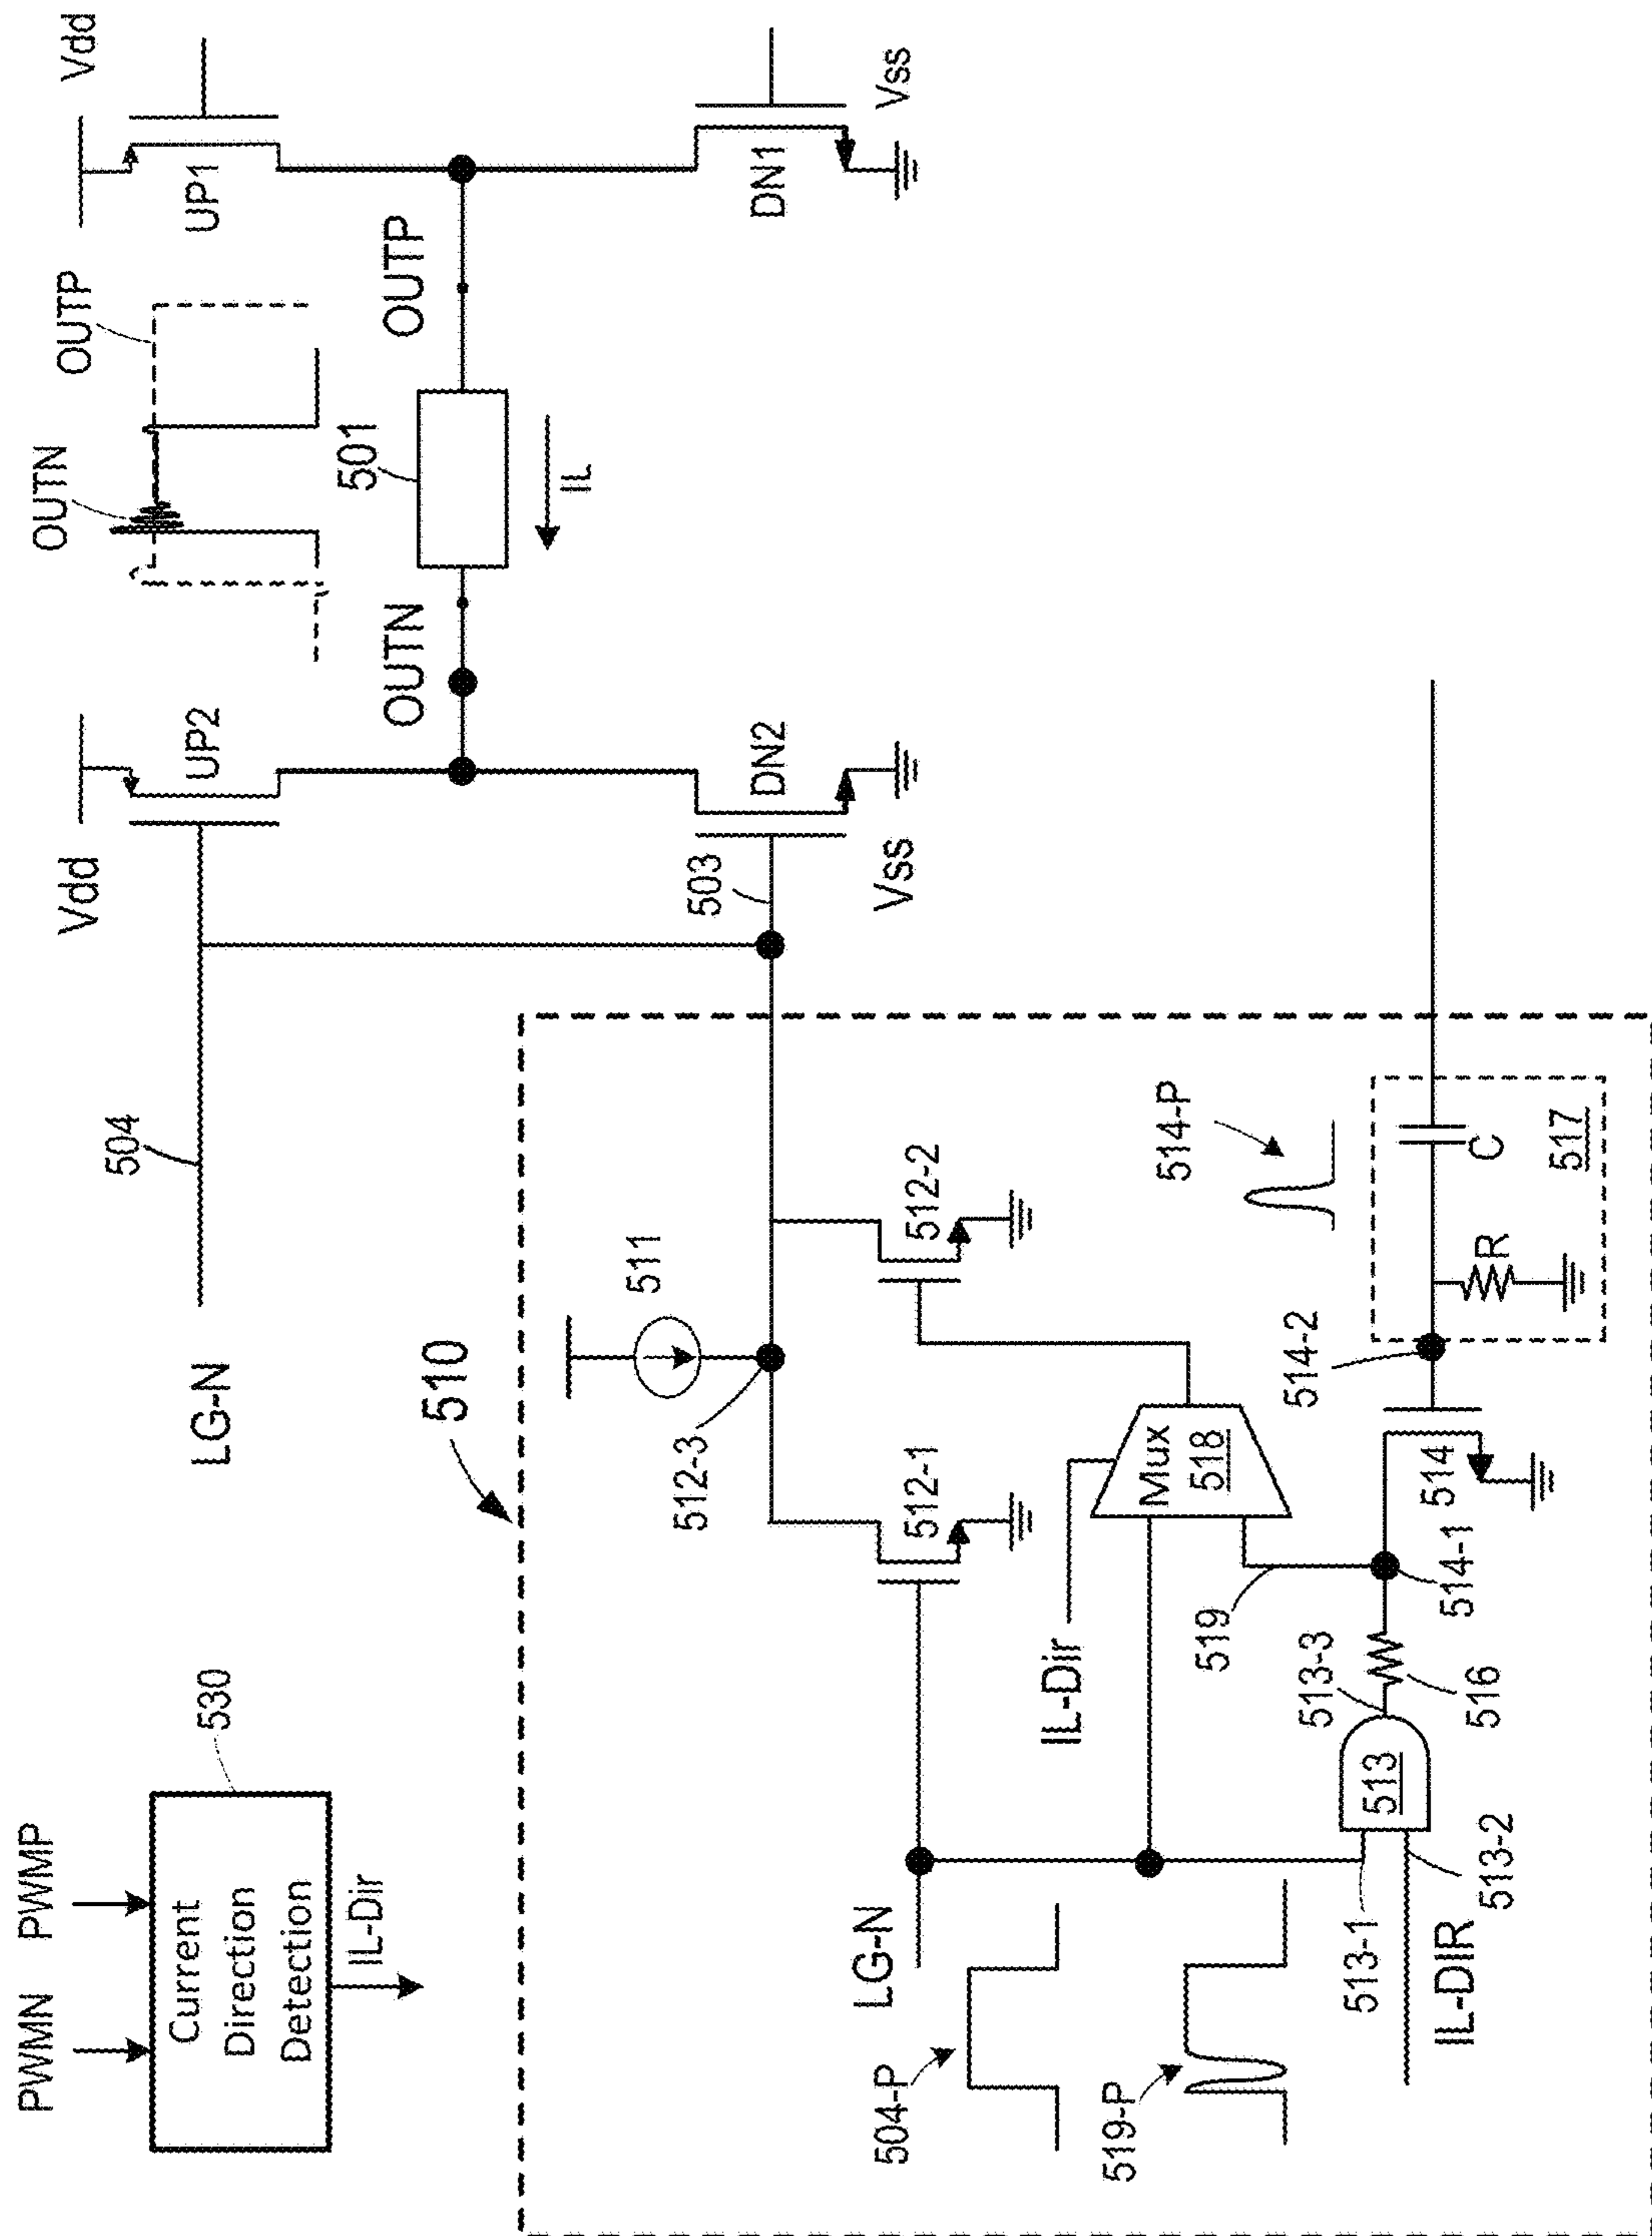 PWMN
PWMP
Current
Direction
Detection
530
IL-Dir
LG-N
504
Vdd
UP2
OUTN
OUTP
Vdd
UP1
OUTN
501
OUTP
IL
503
DN2
Vss
DN1
Vss
510
511
512-3
512-1
512-2
LG-N
504-P
IL-Dir
Mux
518
519
519-P
513-1
513
513-2
513-3
516
IL-DIR
514-1
514
514-2
514-P
R
C
517